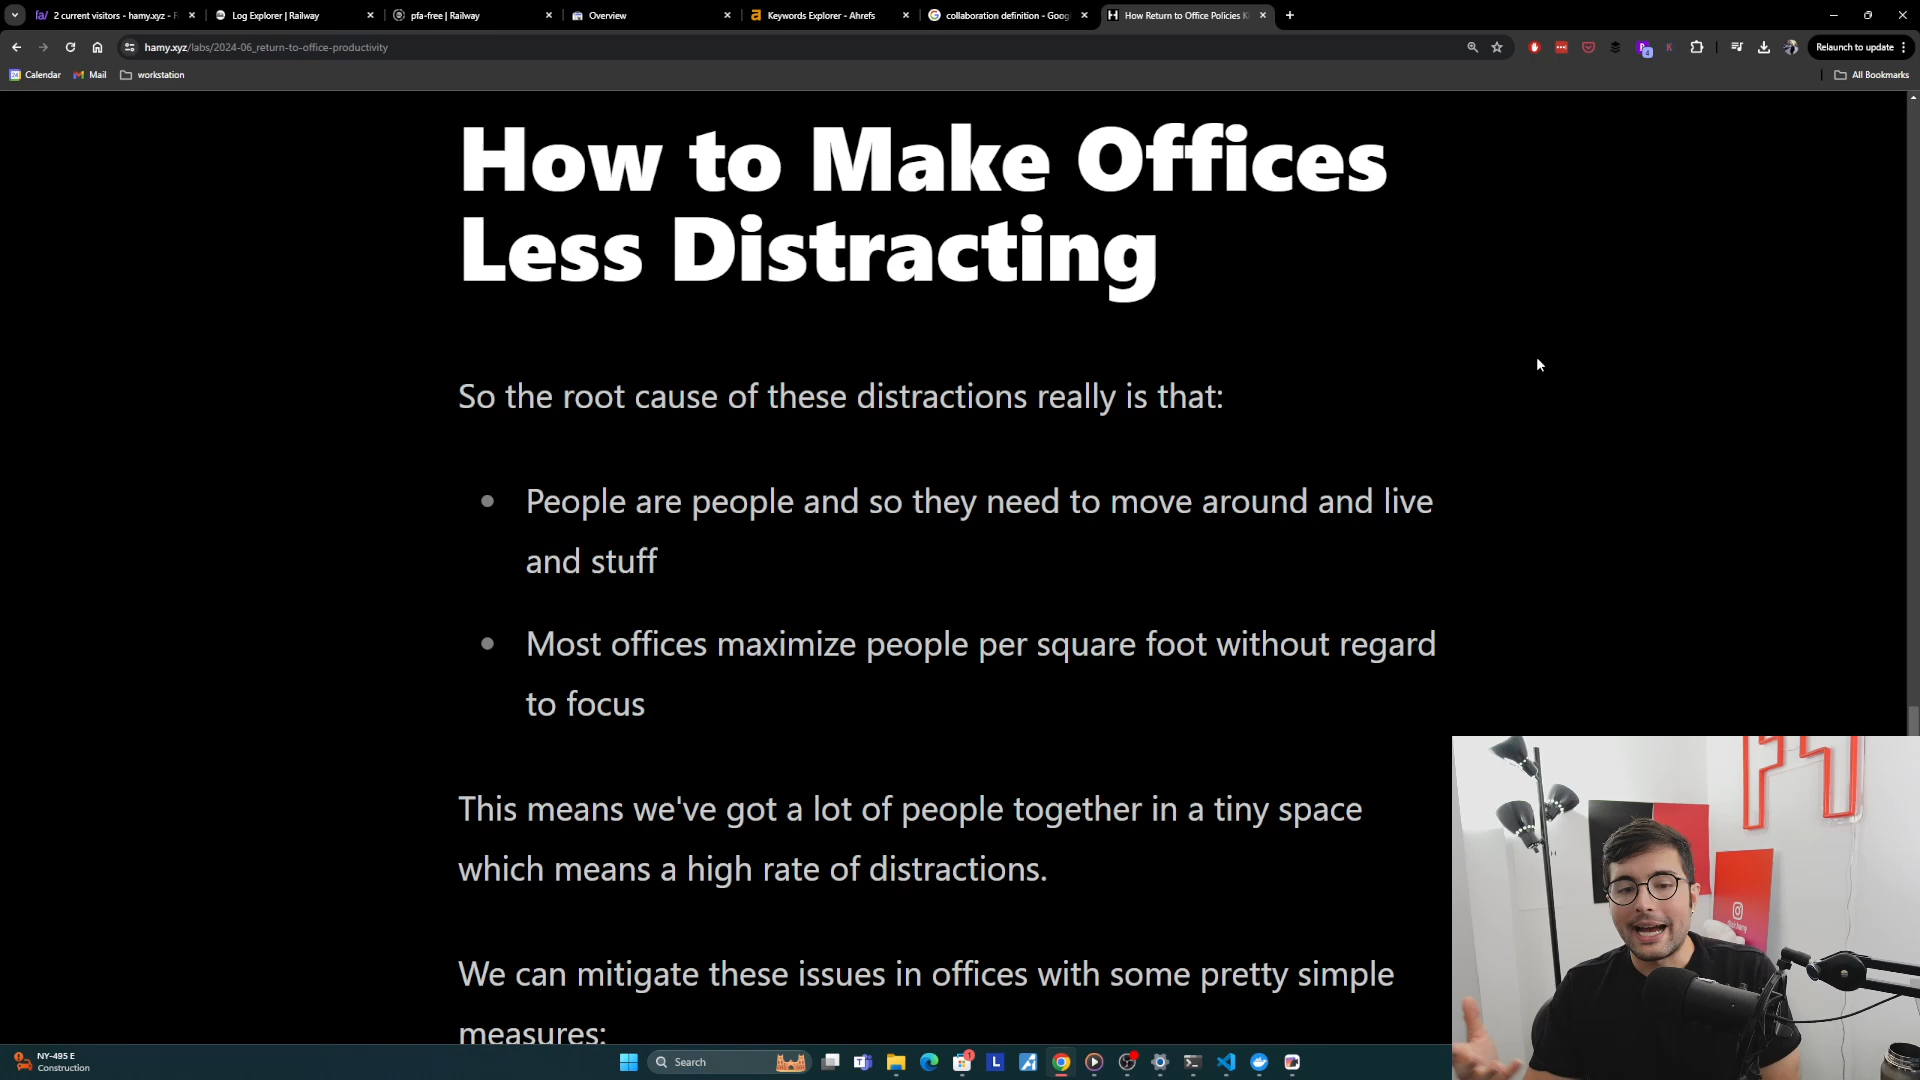 2 current visitors - hamy.xyz - F
Log Explorer | Railway
pfa-free | Railway
Overview
Keywords Explorer - Ahrefs
collaboration definition - Goog
How Return to Office Policies Ki
hamy.xyz/labs/2024-06_return-to-office-productivity
Relaunch to update
Calendar
Mail
workstation
All Bookmarks
How to Make Offices
Less Distracting
So the root cause of these distractions really is that:
People are people and so they need to move around and live
and stuff
Most offices maximize people per square foot without regard
to focus
This means we've got a lot of people together in a tiny space
which means a high rate of distractions.
We can mitigate these issues in offices with some pretty simple
measures:
NY-495 E
Construction
Search